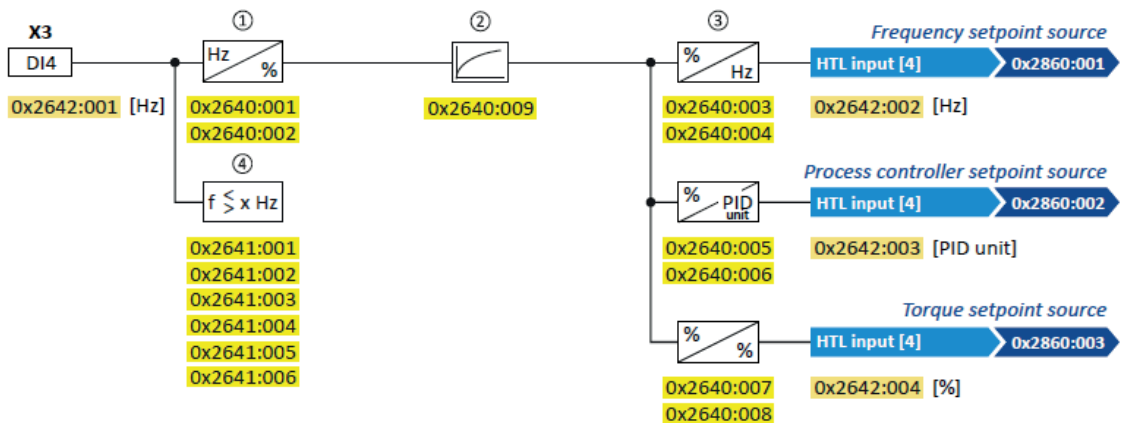 ① ② ③
X3
DI4
Hz
%
% Hz
Frequency setpoint source
HTL input [4] 0x2860:001
0x2642:001 [Hz]
0x2640:001
0x2640:002
0x2640:009
0x2640:003
0x2640:004
0x2642:002 [Hz]
④
f ≶ x Hz
0x2641:001
0x2641:002
0x2641:003
0x2641:004
0x2641:005
0x2641:006
Process controller setpoint source
% PID
unit
HTL input [4] 0x2860:002
0x2640:005
0x2640:006
0x2642:003 [PID unit]
Torque setpoint source
%
%
HTL input [4] 0x2860:003
0x2640:007
0x2640:008
0x2642:004 [%]